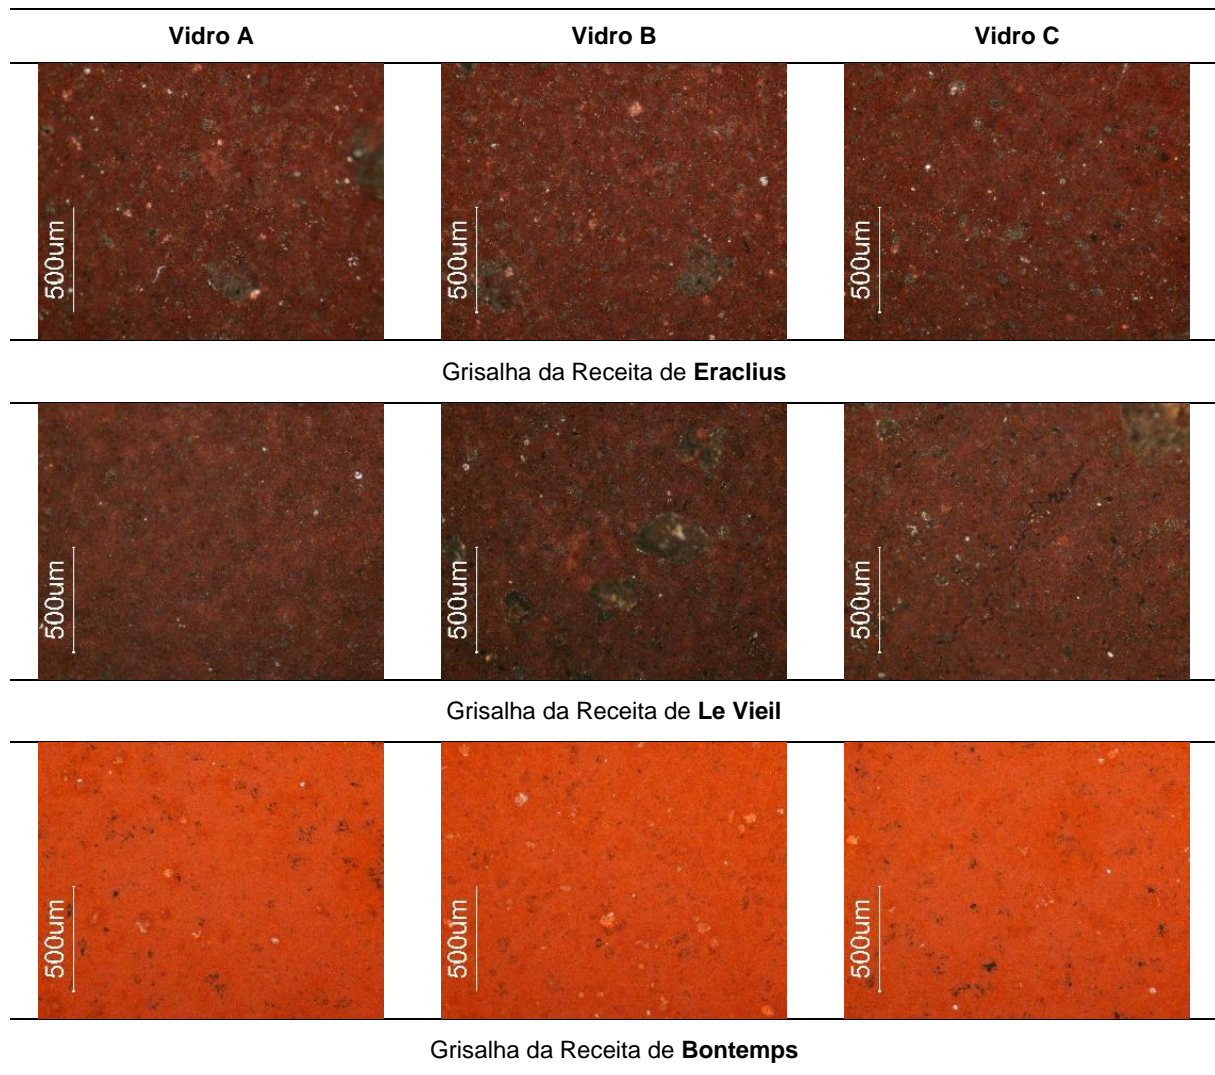 Vidro A Vidro B Vidro C
500um 500um 500um
Grisalha da Receita de Eraclius
500um 500um 500um
Grisalha da Receita de Le Vieil
500um 500um 500um
Grisalha da Receita de Bontemps